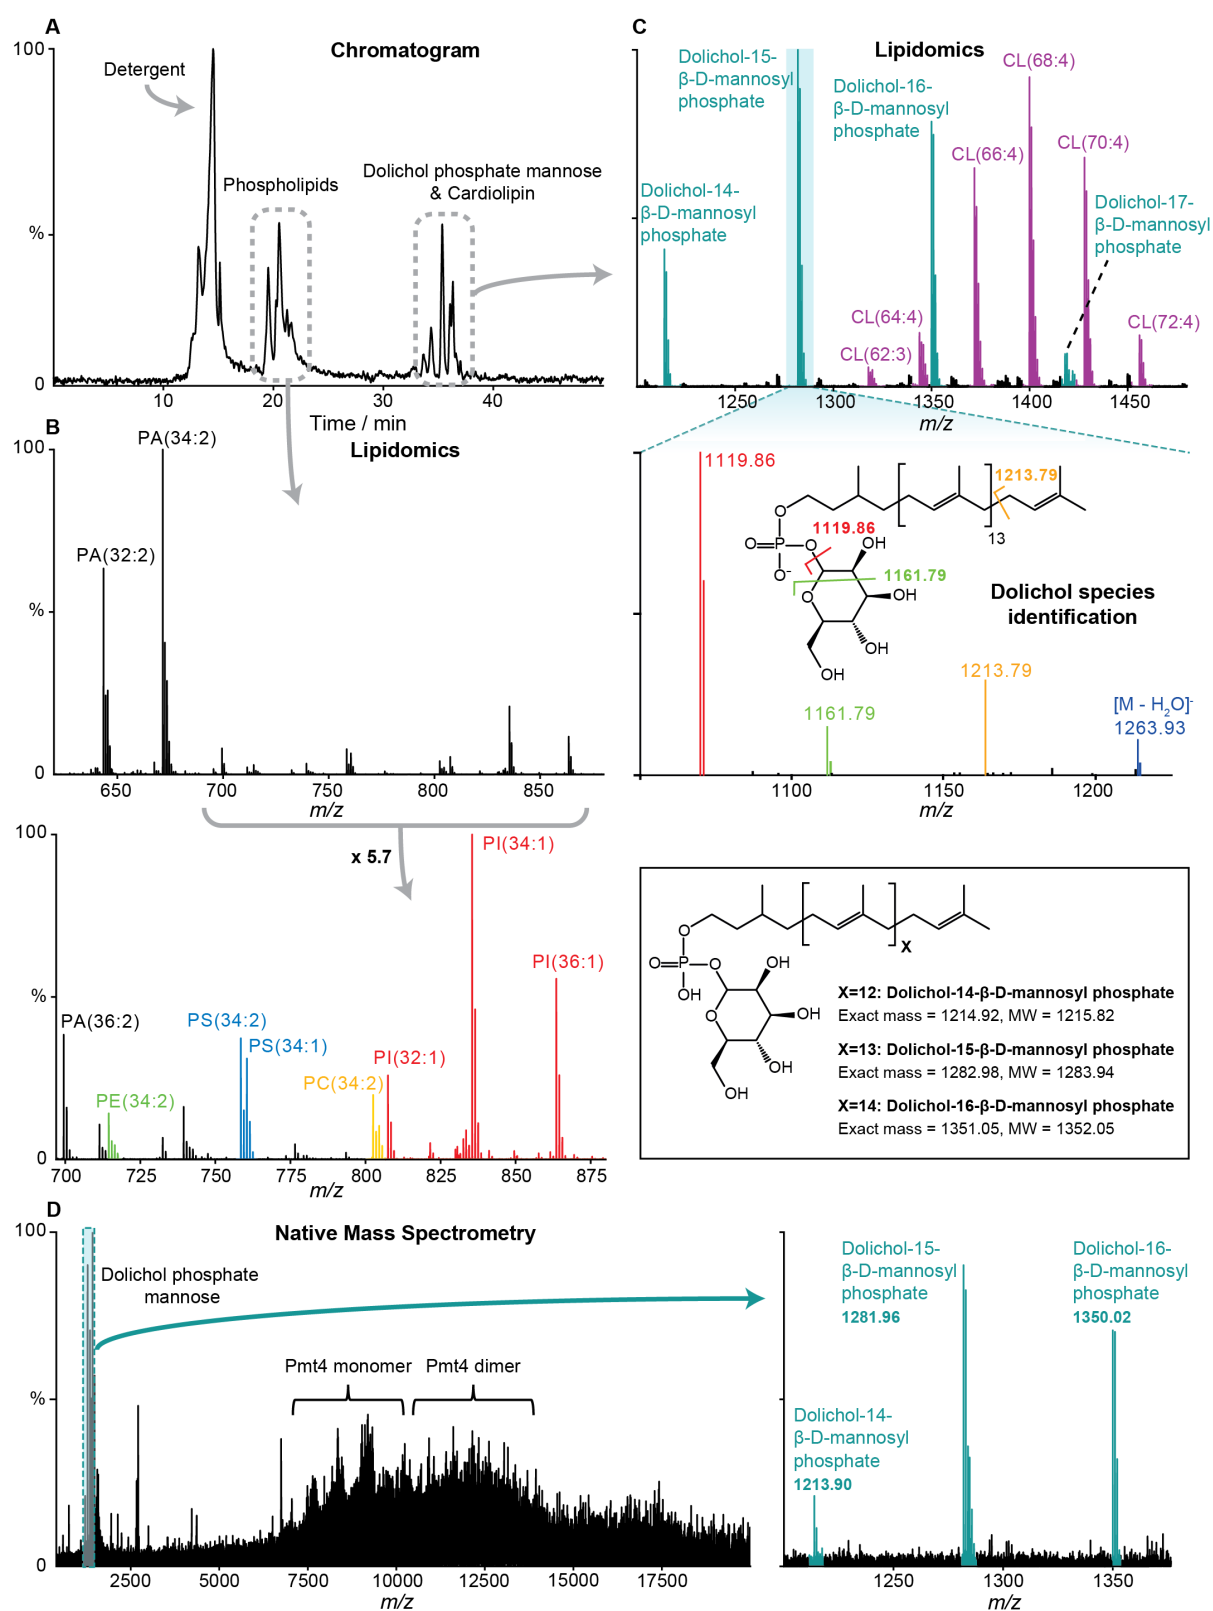 A
Chromatogram
100
Detergent
Phospholipids
Dolichol phosphate mannose
& Cardiolipin
%
0
10
20
30
40
Time / min
B
Lipidomics
100
PA(34:2)
PA(32:2)
%
0
650
700
750
800
850
m/z
x 5.7
100
PI(34:1)
PI(36:1)
%
PA(36:2)
PS(34:2)
PS(34:1)
PI(32:1)
PC(34:2)
PE(34:2)
0
700
725
750
775
800
825
850
875
m/z
C
Lipidomics
Dolichol-15-
β-D-mannosyl
phosphate
Dolichol-16-
β-D-mannosyl
phosphate
CL(68:4)
CL(66:4)
CL(70:4)
Dolichol-14-
β-D-mannosyl
phosphate
Dolichol-17-
β-D-mannosyl
phosphate
CL(64:4)
CL(62:3)
CL(72:4)
1250
1300
1350
1400
1450
m/z
1119.86
1213.79
13
O
1119.86
O=P—O
OH
O-
1161.79
O
OH
OH
OH
Dolichol species
identification
1213.79
1161.79
[M - H2O]-
1263.93
1100
1150
1200
m/z
O
X
O=P—O
OH
OH
O
OH
OH
OH
X=12: Dolichol-14-β-D-mannosyl phosphate
Exact mass = 1214.92, MW = 1215.82
X=13: Dolichol-15-β-D-mannosyl phosphate
Exact mass = 1282.98, MW = 1283.94
X=14: Dolichol-16-β-D-mannosyl phosphate
Exact mass = 1351.05, MW = 1352.05
D
Native Mass Spectrometry
100
Dolichol phosphate
mannose
Pmt4 monomer
Pmt4 dimer
%
0
2500
5000
7500
10000
12500
15000
17500
m/z
Dolichol-15-
β-D-mannosyl
phosphate
1281.96
Dolichol-16-
β-D-mannosyl
phosphate
1350.02
Dolichol-14-
β-D-mannosyl
phosphate
1213.90
1250
1300
1350
m/z